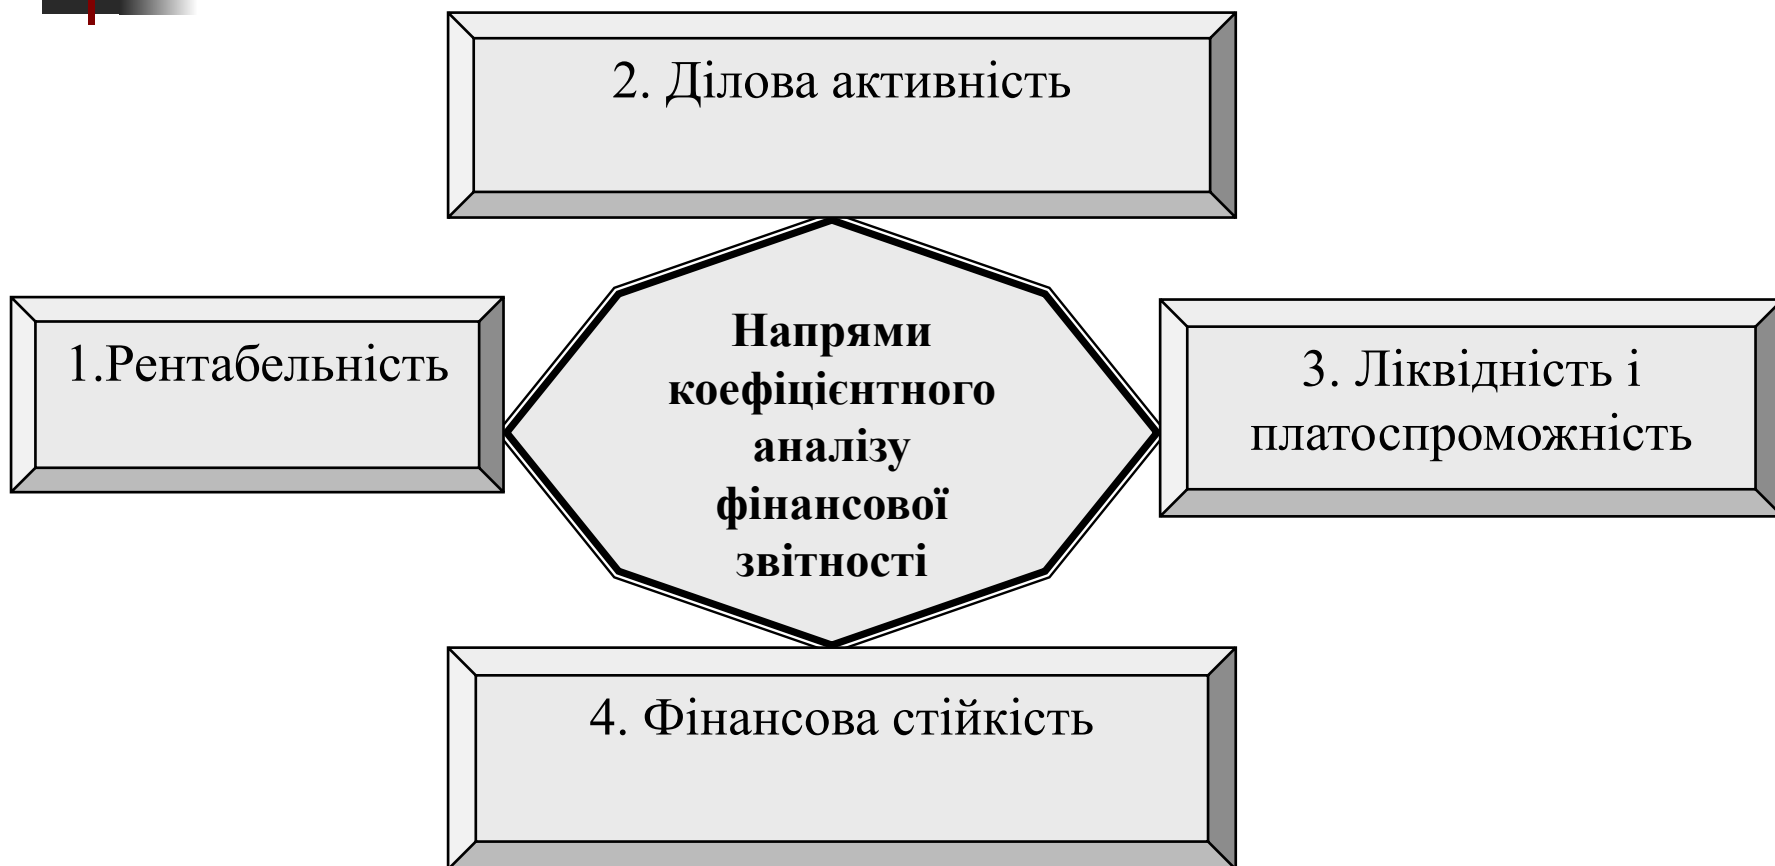 2. Ділова активність
1.Рентабельність
Напрями
коефіцієнтного
аналізу
фінансової
звітності
3. Ліквідність і
платоспроможність
4. Фінансова стійкість